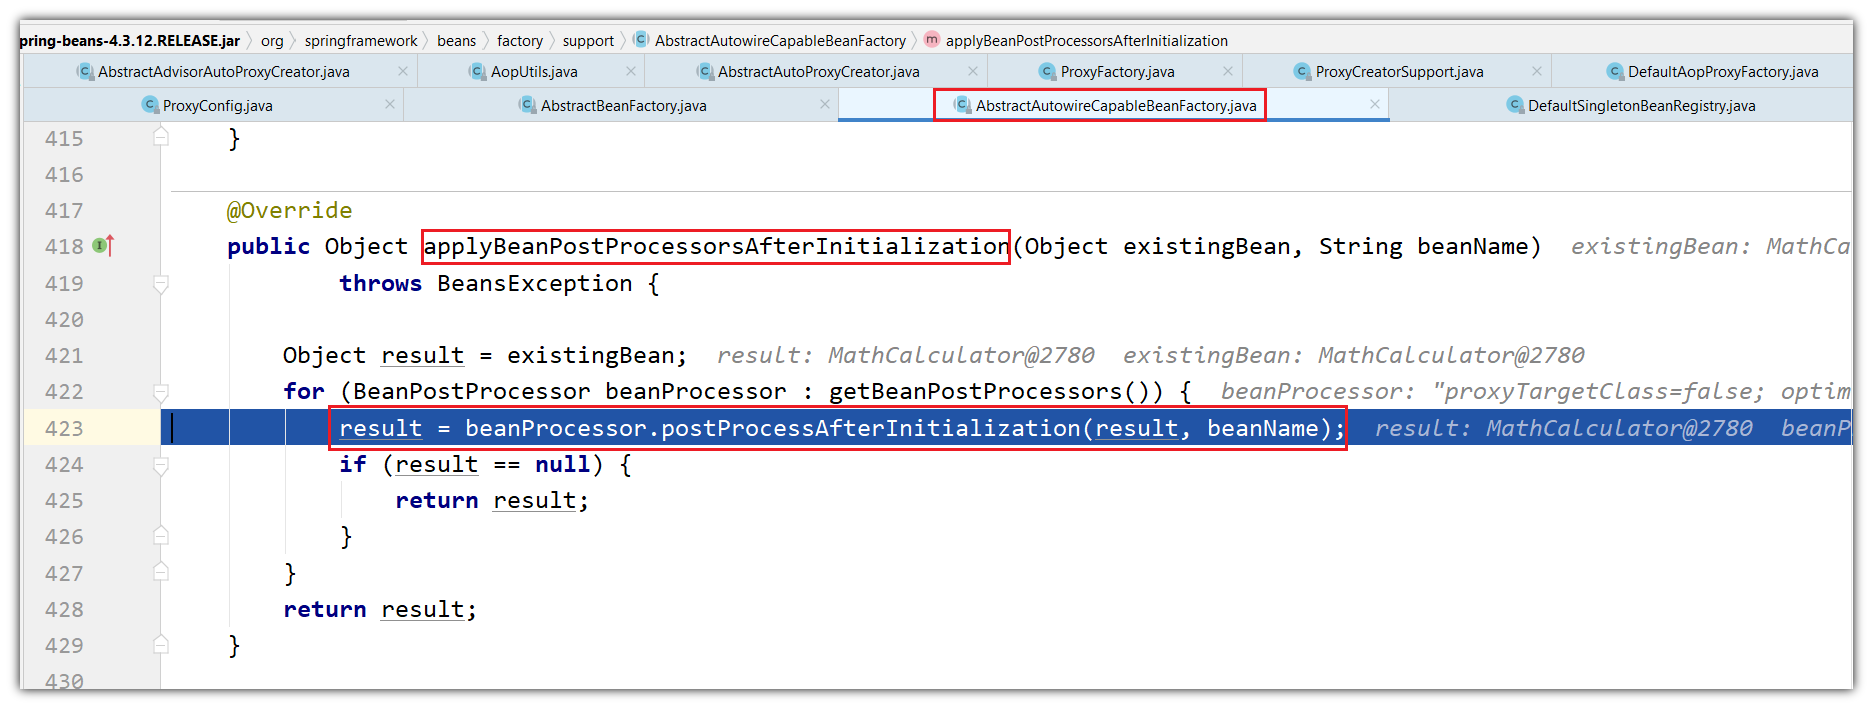 pring-beans-4.3.12.RELEASE.jar org springframework beans factory support AbstractAutowireCapableBeanFactory applyBeanPostProcessorsAfterInitialization
AbstractAdvisorAutoProxyCreator.java AopUtils.java AbstractAutoProxyCreator.java ProxyFactory.java ProxyCreatorSupport.java DefaultAopProxyFactory.java
ProxyConfig.java AbstractBeanFactory.java AbstractAutowireCapableBeanFactory.java DefaultSingletonBeanRegistry.java
415 }
416
417 @Override
418 public Object applyBeanPostProcessorsAfterInitialization(Object existingBean, String beanName) existingBean: MathCa
419 throws BeansException {
420
421 Object result = existingBean; result: MathCalculator@2780 existingBean: MathCalculator@2780
422 for (BeanPostProcessor beanProcessor : getBeanPostProcessors()) { beanProcessor: "proxyTargetClass=false; optim
423 result = beanProcessor.postProcessAfterInitialization(result, beanName); result: MathCalculator@2780 beanP
424 if (result == null) {
425 return result;
426 }
427 }
428 return result;
429 }
430